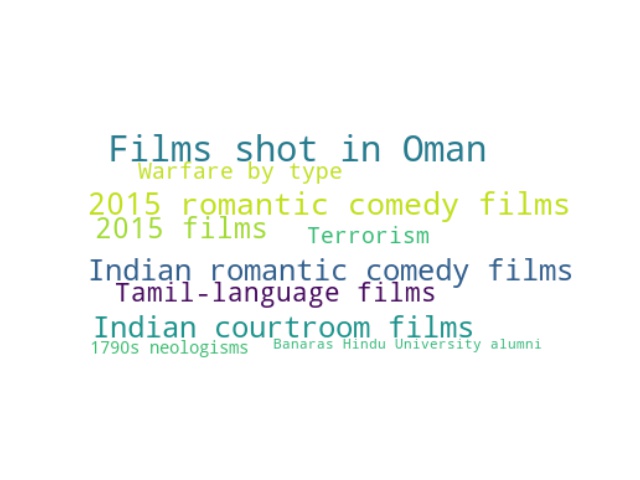 Films shot in Oman
Warfare by type
2015 romantic comedy films
2015 films
Terrorism
Indian romantic comedy films
Tamil-language films
Indian courtroom films
1790s neologisms
Banaras Hindu University alumni